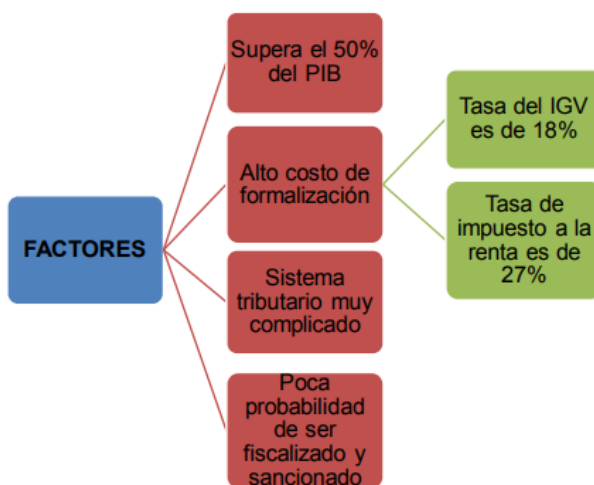 FACTORES
Supera el 50%
del PIB
Alto costo de
formalización
Tasa del IGV
es de 18%
Tasa de
impuesto a la
renta es de
27%
Sistema
tributario muy
complicado
Poca
probabilidad
de ser
fiscalizado y
sancionado